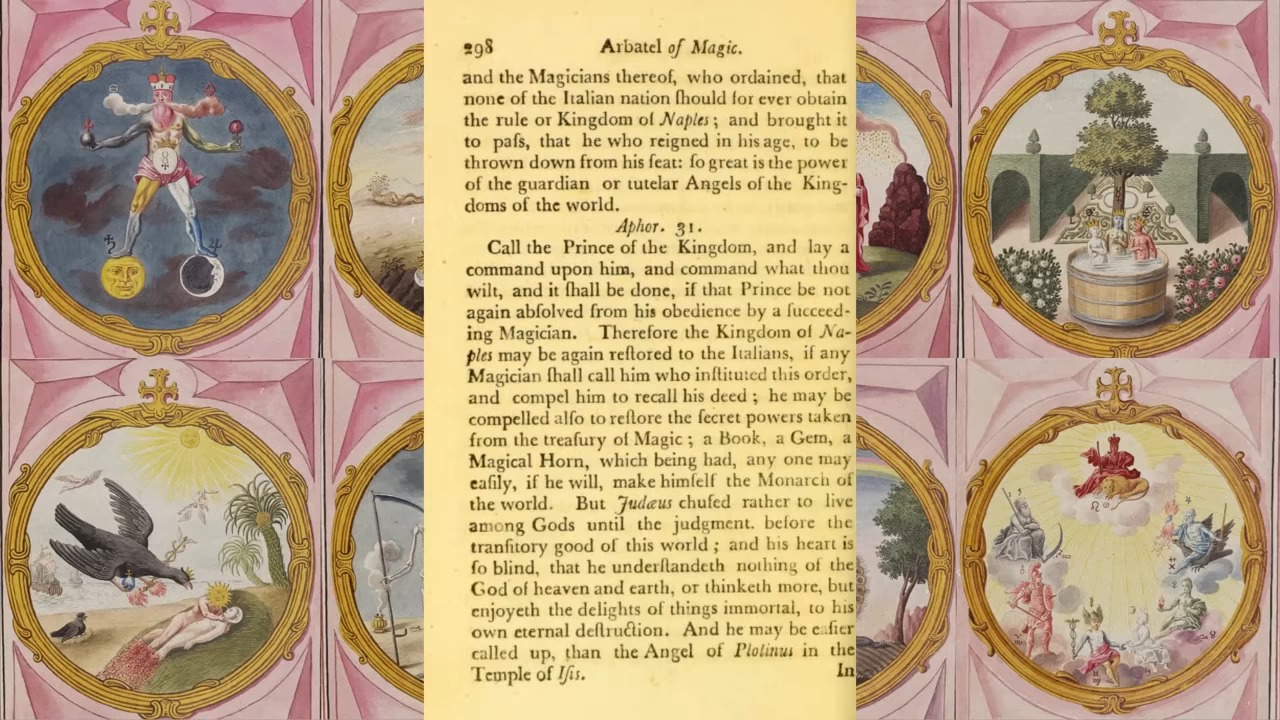 298 Arbatel of Magic.
and the Magicians thereof, who ordained, that
none of the Italian nation ſhould for ever obtain
the rule or Kingdom of Naples; and brought it
to paſs, that he who reigned in his age, to be
thrown down from his ſeat: ſo great is the power
of the guardian or tutelar Angels of the King-
doms of the world.
Aphor. 31.
Call the Prince of the Kingdom, and lay a
command upon him, and command what thou
wilt, and it ſhall be done, if that Prince be not
again abſolved from his obedience by a ſucceed-
ing Magician. Therefore the Kingdom of Na-
ples may be again reſtored to the Italians, if any
Magician ſhall call him who inſtituted this order,
and compel him to recall his deed; he may be
compelled alſo to reſtore the ſecret powers taken
from the treaſury of Magic; a Book, a Gem, a
Magical Horn, which being had, any one may
eaſily, if he will, make himſelf the Monarch of
the world. But Judæus chuſed rather to live
among Gods until the judgment. before the
tranſitory good of this world; and his heart is
ſo blind, that he underſtandeth nothing of the
God of heaven and earth, or thinketh more, but
enjoyeth the delights of things immortal, to his
own eternal deſtruction. And he may be eaſier
called up, than the Angel of Plotinus in the
Temple of Iſis. In